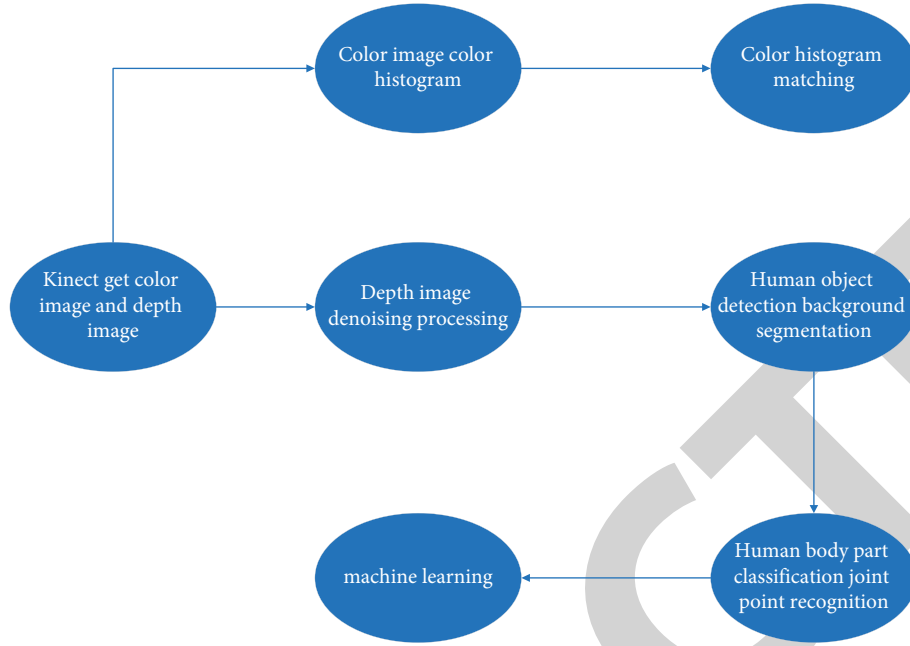 Color image color
histogram
Color histogram
matching
Kinect get color
image and depth
image
Depth image
denoising processing
Human object
detection background
segmentation
machine learning
Human body part
classification joint
point recognition